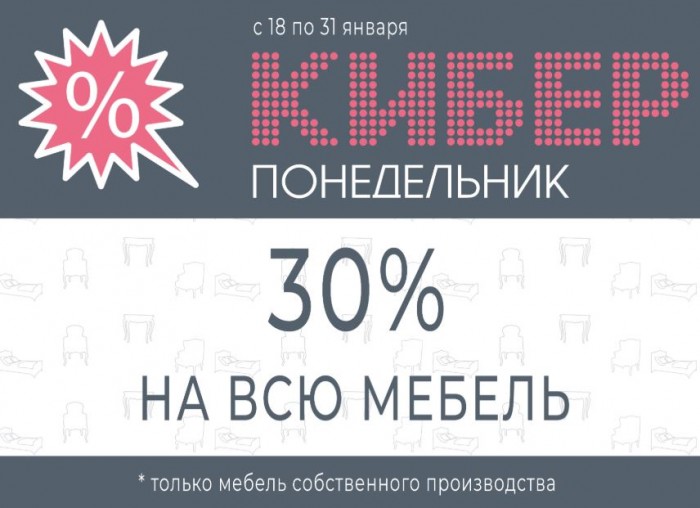 с 18 по 31 января
%
КИБЕР
ПОНЕДЕЛЬНИК
30%
НА ВСЮ МЕБЕЛЬ
* только мебель собственного производства